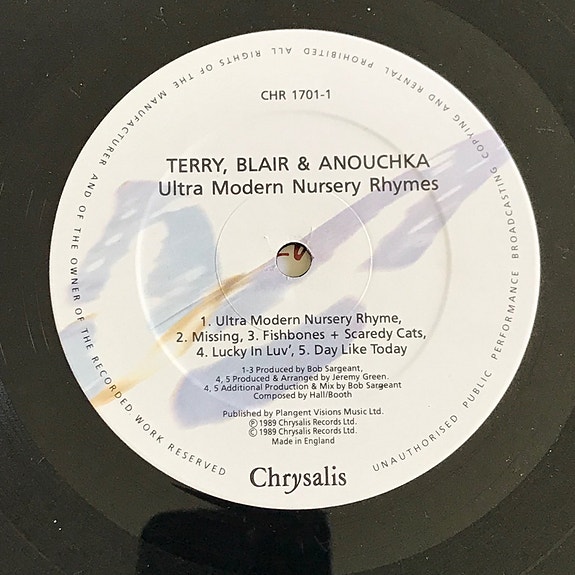 CHR 1701-1
TERRY, BLAIR & ANOUCHKA
Ultra Modern Nursery Rhymes
1. Ultra Modern Nursery Rhyme,
2. Missing, 3. Fishbones + Scaredy Cats,
4. Lucky In Luv', 5. Day Like Today
1-3 Produced by Bob Sargeant,
4, 5 Produced & Arranged by Jeremy Green.
4, 5 Additional Production & Mix by Bob Sargeant
Composed by Hall/Booth
Published by Plangent Visions Music Ltd.
Ⓟ 1989 Chrysalis Records Ltd.
© 1989 Chrysalis Records Ltd.
Made in England
Chrysalis
ALL RIGHTS OF THE MANUFACTURER AND OF THE OWNER OF THE RECORDED WORK RESERVED
UNAUTHORISED PUBLIC PERFORMANCE BROADCASTING COPYING AND RENTAL PROHIBITED